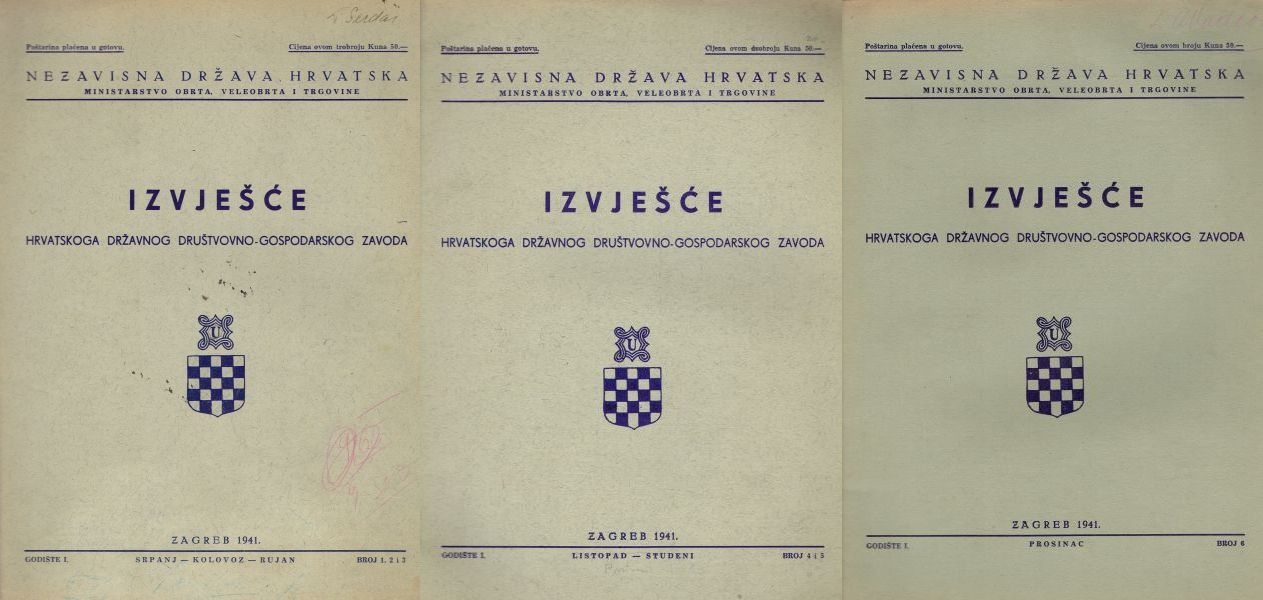 Serdar
Poštarina plaćena u gotovu.
Cijena ovom trobroju Kuna 50.—
NEZAVISNA DRŽAVA HRVATSKA
MINISTARSTVO OBRTA, VELEOBRTA I TRGOVINE
IZVJEŠĆE
HRVATSKOGA DRŽAVNOG DRUŠTVOVNO-GOSPODARSKOG ZAVODA
U
ZAGREB 1941.
GODIŠTE I.
SRPANJ — KOLOVOZ — RUJAN
BROJ 1, 2 i 3
Poštarina plaćena u gotovu.
Cijena ovom dvobroju Kuna 50.—
NEZAVISNA DRŽAVA HRVATSKA
MINISTARSTVO OBRTA, VELEOBRTA I TRGOVINE
IZVJEŠĆE
HRVATSKOGA DRŽAVNOG DRUŠTVOVNO-GOSPODARSKOG ZAVODA
U
ZAGREB 1941.
GODIŠTE I.
LISTOPAD — STUDENI
BROJ 4 i 5
Poštarina plaćena u gotovu.
Cijena ovom broju Kuna 30.—
NEZAVISNA DRŽAVA HRVATSKA
MINISTARSTVO OBRTA, VELEOBRTA I TRGOVINE
IZVJEŠĆE
HRVATSKOGA DRŽAVNOG DRUŠTVOVNO-GOSPODARSKOG ZAVODA
U
ZAGREB 1941.
GODIŠTE I.
PROSINAC
BROJ 6